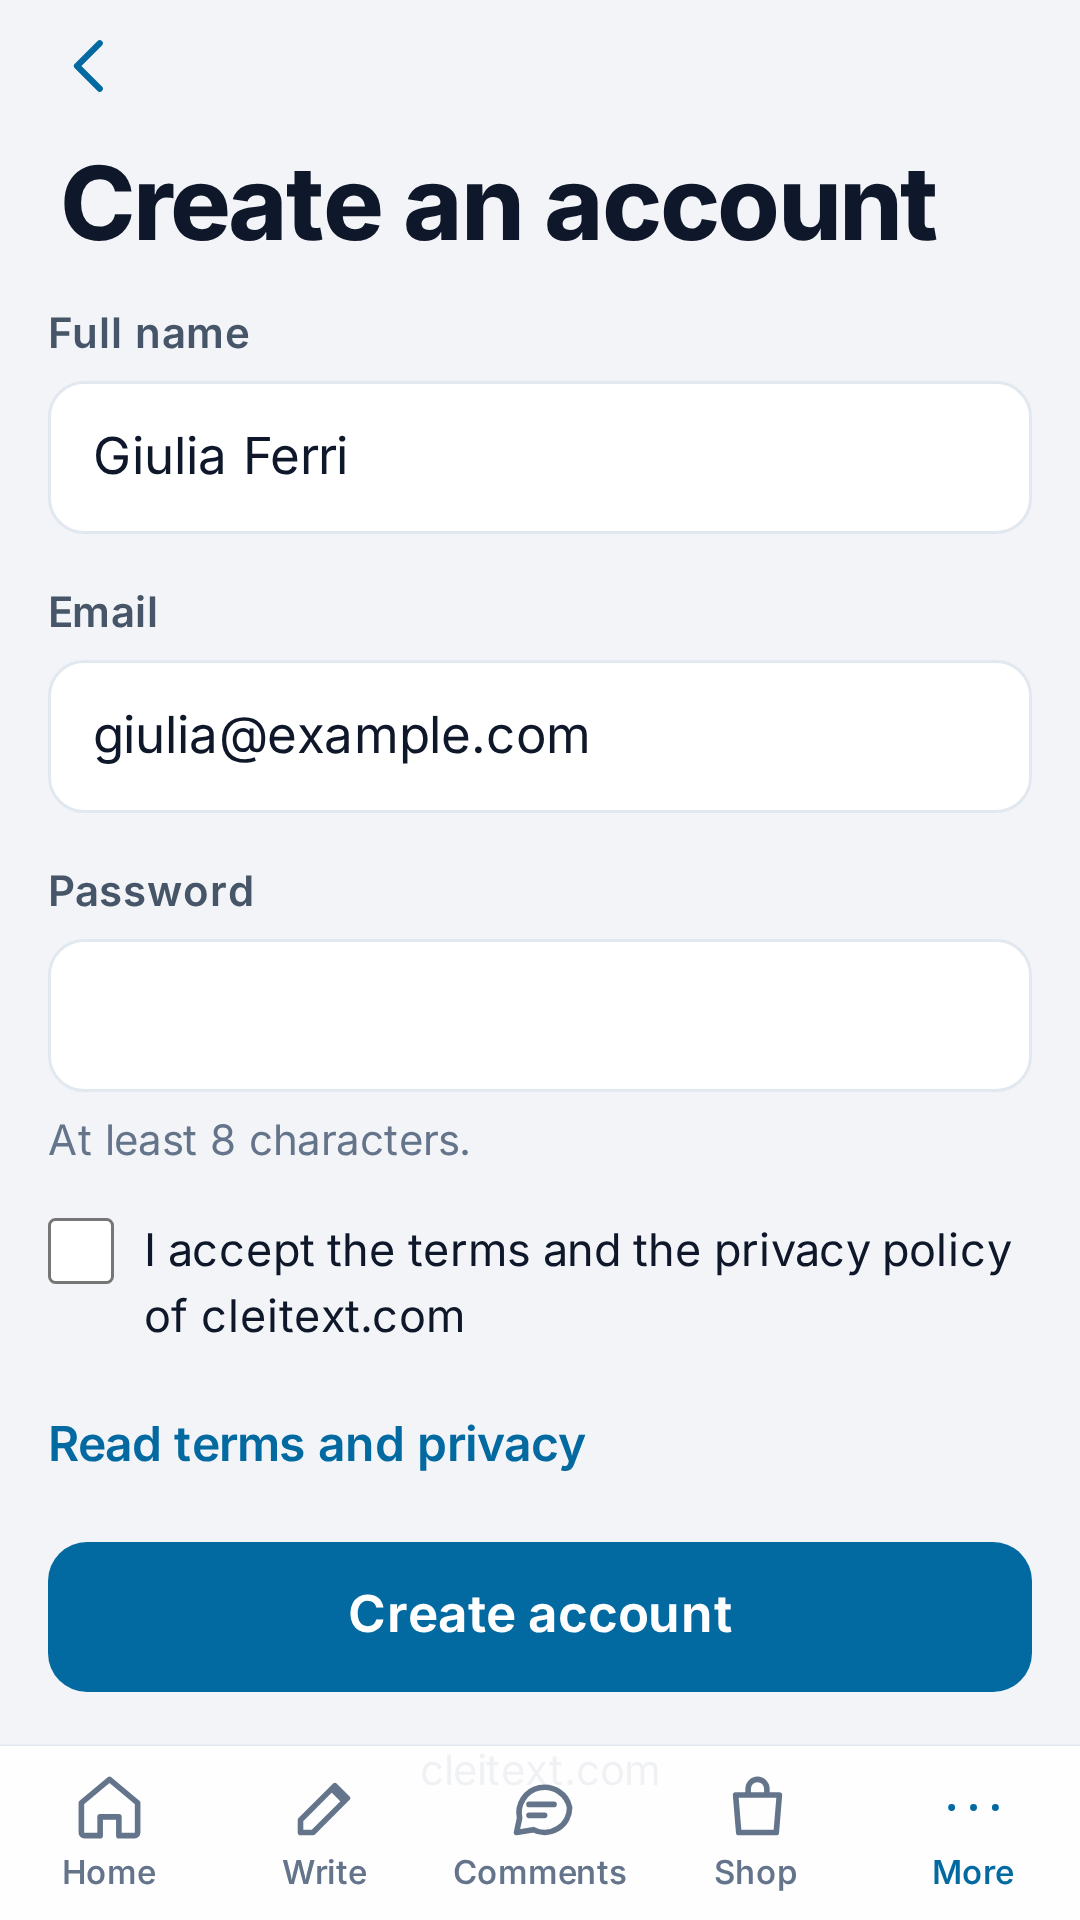 Create an account
Full name
Giulia Ferri
Email
giulia@example.com
Password
At least 8 characters.
I accept the terms and the privacy policy
of cleitext.com
Read terms and privacy
Create account
cleitext.com
Home
Write
Comments
Shop
More